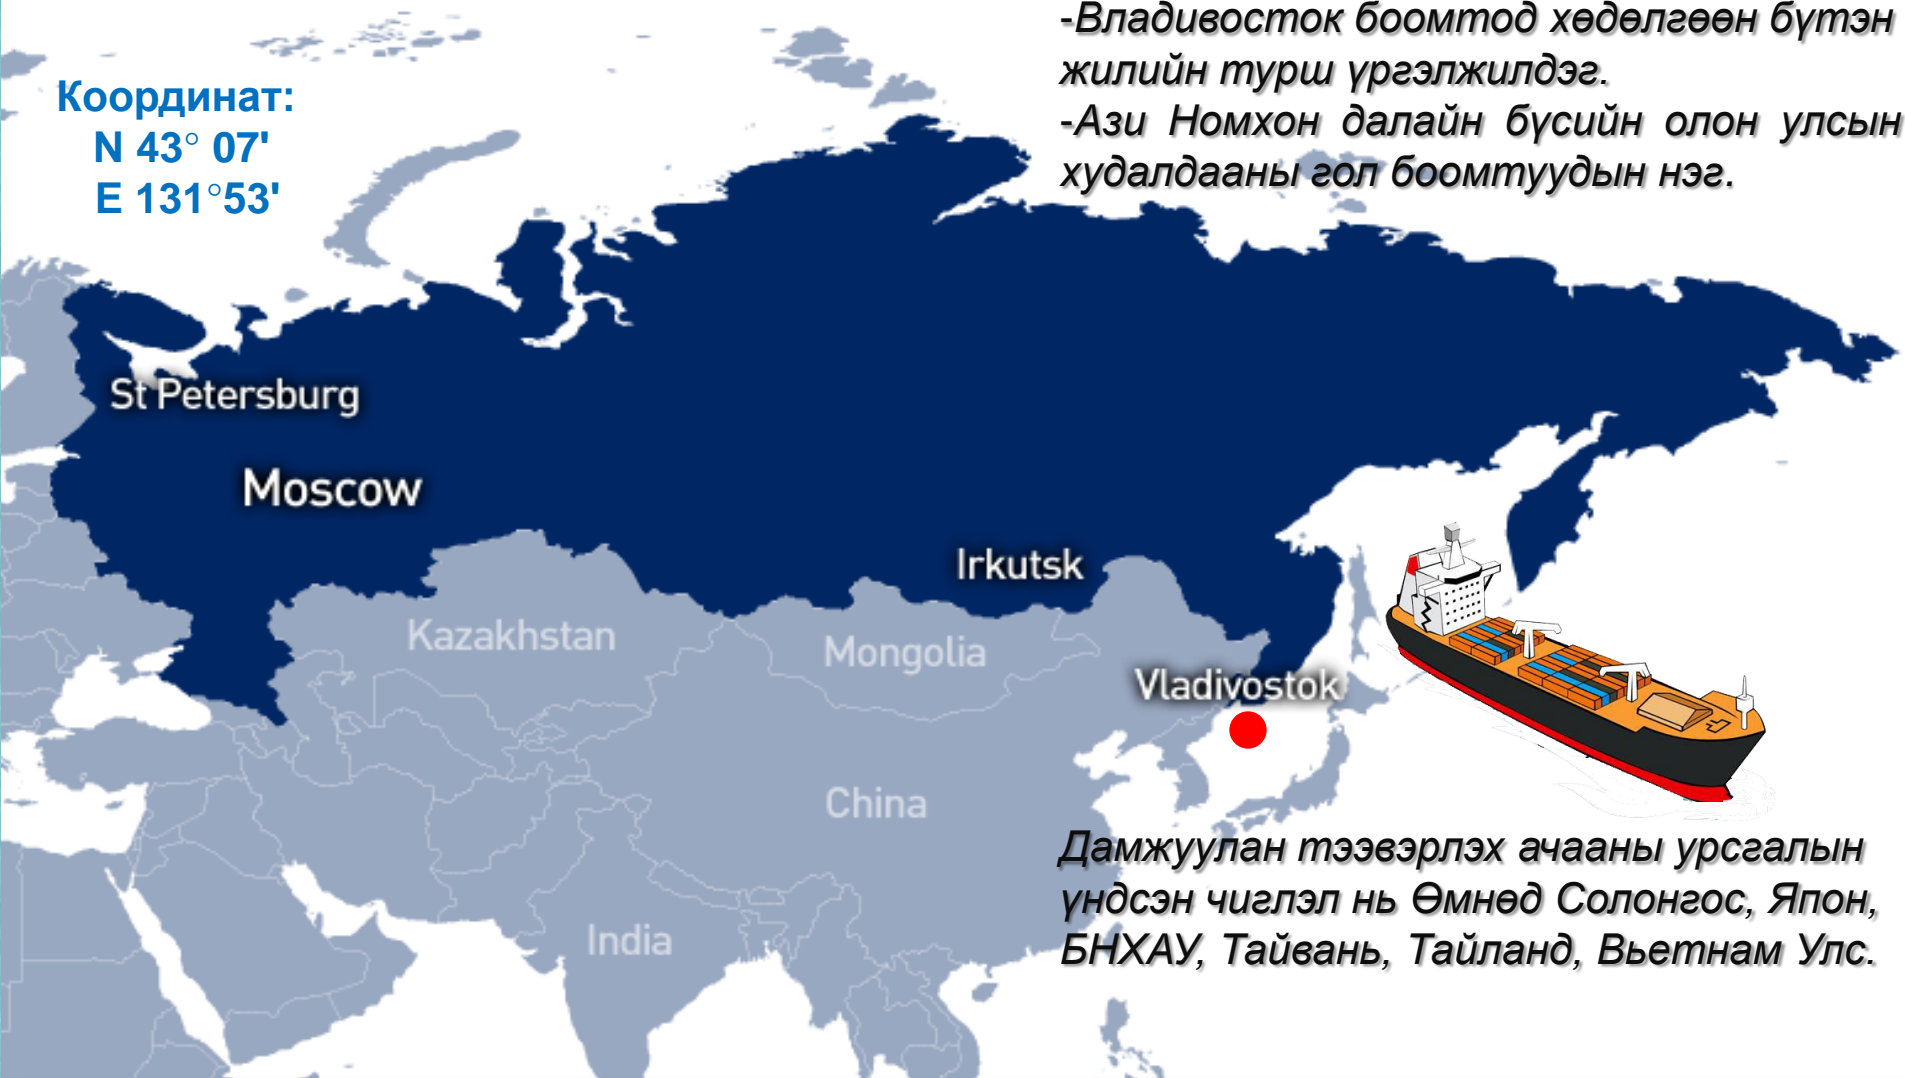 -Владивосток боомтод хөдөлгөөн бүтэн
жилийн турш үргэлжилдэг.
-Ази Номхон далайн бүсийн олон улсын
худалдааны гол боомтуудын нэг.
Координат:
N 43° 07'
E 131°53'
St Petersburg
Moscow
Irkutsk
Kazakhstan
Mongolia
Vladivostok
China
India
Дамжуулан тээвэрлэх ачааны урсгалын
үндсэн чиглэл нь Өмнөд Солонгос, Япон,
БНХАУ, Тайвань, Тайланд, Вьетнам Улс.